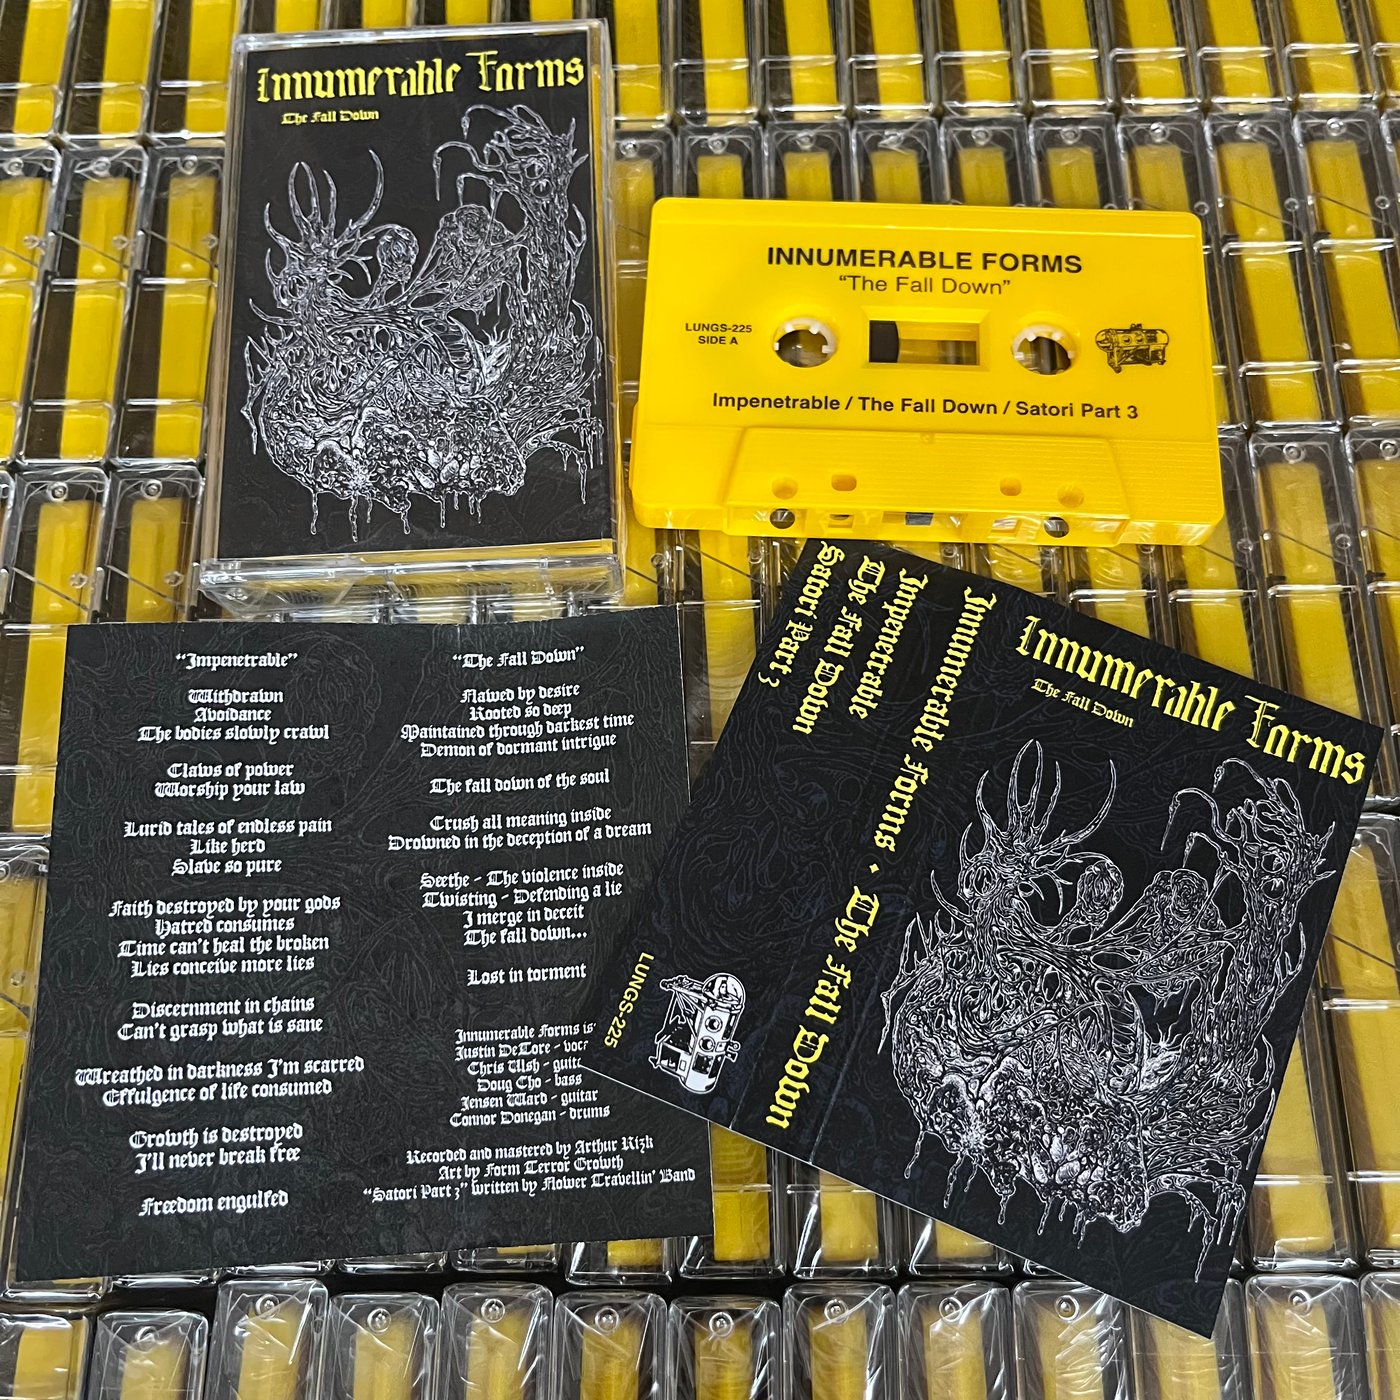 Innumerable Forms
The Fall Down
INNUMERABLE FORMS
“The Fall Down”
LUNGS-225
SIDE A
Impenetrable / The Fall Down / Satori Part 3
“Impenetrable”
Withdrawn
Avoidance
The bodies slowly crawl
Claws of power
Worship your law
Lurid tales of endless pain
Like herd
Slave so pure
Faith destroyed by your gods
Hatred consumes
Time can't heal the broken
Lies conceive more lies
Discernment in chains
Can't grasp what is sane
Wreathed in darkness I'm scarred
Effulgence of life consumed
Growth is destroyed
I'll never break free
Freedom engulfed
“The Fall Down”
Flawed by desire
Rooted so deep
Maintained through darkest time
Demon of dormant intrigue
The fall down of the soul
Crush all meaning inside
Drowned in the deception of a dream
Seethe - The violence inside
Twisting - Defending a lie
I merge in deceit
The fall down...
Lost in torment
Innumerable Forms is
Justin DeTore -
Chris Ulsh -
Doug Cho - bass
Jensen Ward - guitar
Connor Donegan - drums
Recorded and mastered by Arthur Rizk
Art by Form Terror Growth
“Satori Part 3” written by Flower Travellin' Band
Impenetrable
The Fall Down
Satori Part 3
LUNGS-225
Innumerable Forms • The Fall Down
Innumerable Forms
The Fall Down